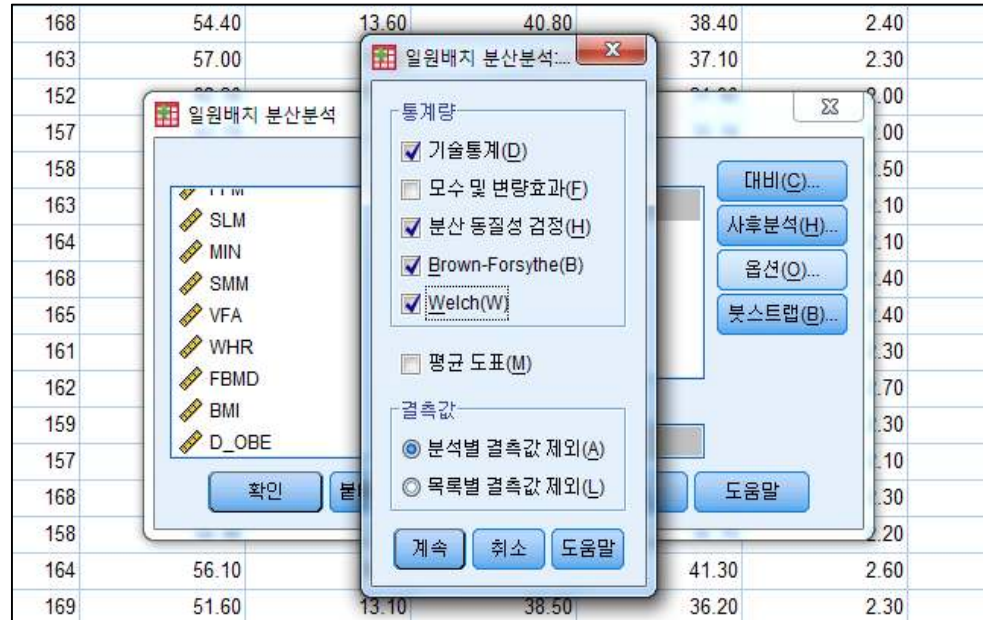 168 54.40 13.60 40.80 38.40 2.40
163 57.00 37.10 2.30
152
157
158
163
164
168
165
161
162
159
157
168
158
164 56.10 41.30 2.60
169 51.60 13.10 38.50 36.20 2.30
일원배치 분산분석
SLM
MIN
SMM
VFA
WHR
FBMD
BMI
D_OBE
확인
대비(C)...
사후분석(H)...
옵션(O)...
붓스트랩(B)...
도움말
일원배치 분산분석:...
통계량
기술통계(D)
모수 및 변량효과(F)
분산 동질성 검정(H)
Brown-Forsythe(B)
Welch(W)
평균 도표(M)
결측값
분석별 결측값 제외(A)
목록별 결측값 제외(L)
계속 취소 도움말